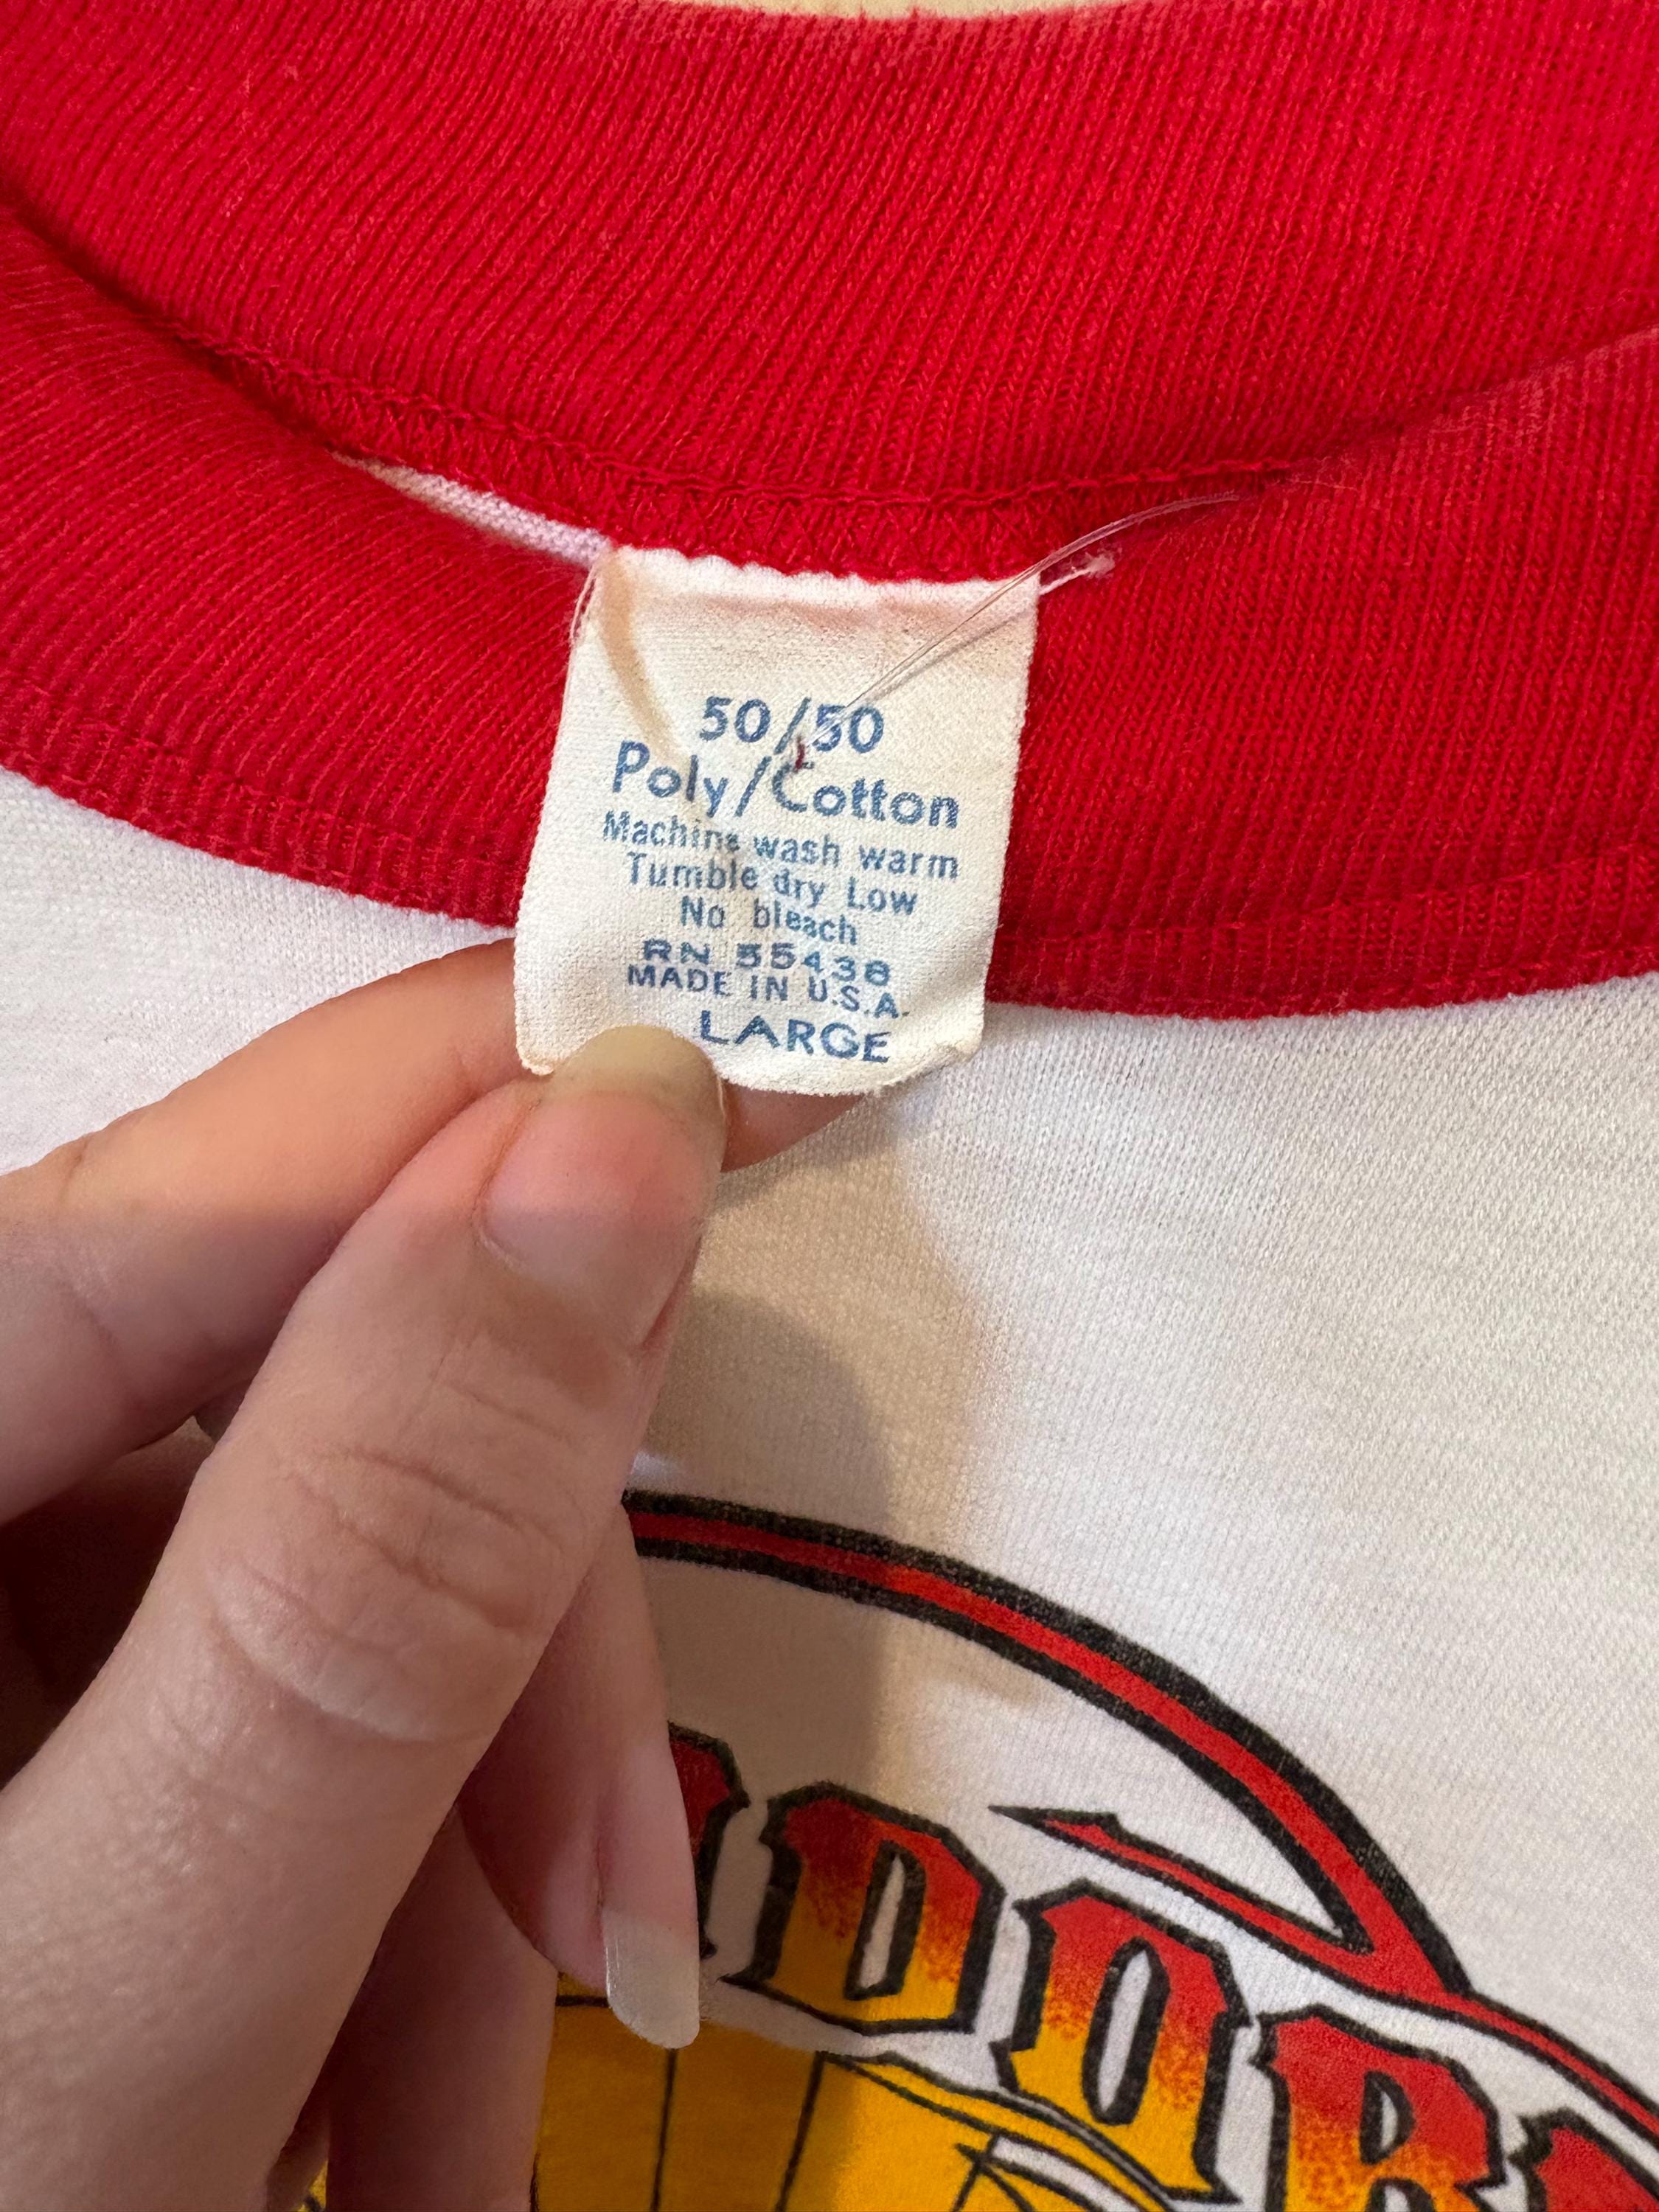 50/50
Poly/Cotton
Machine wash warm
Tumble dry Low
No bleach
RN 55438
MADE IN U.S.A.
LARGE